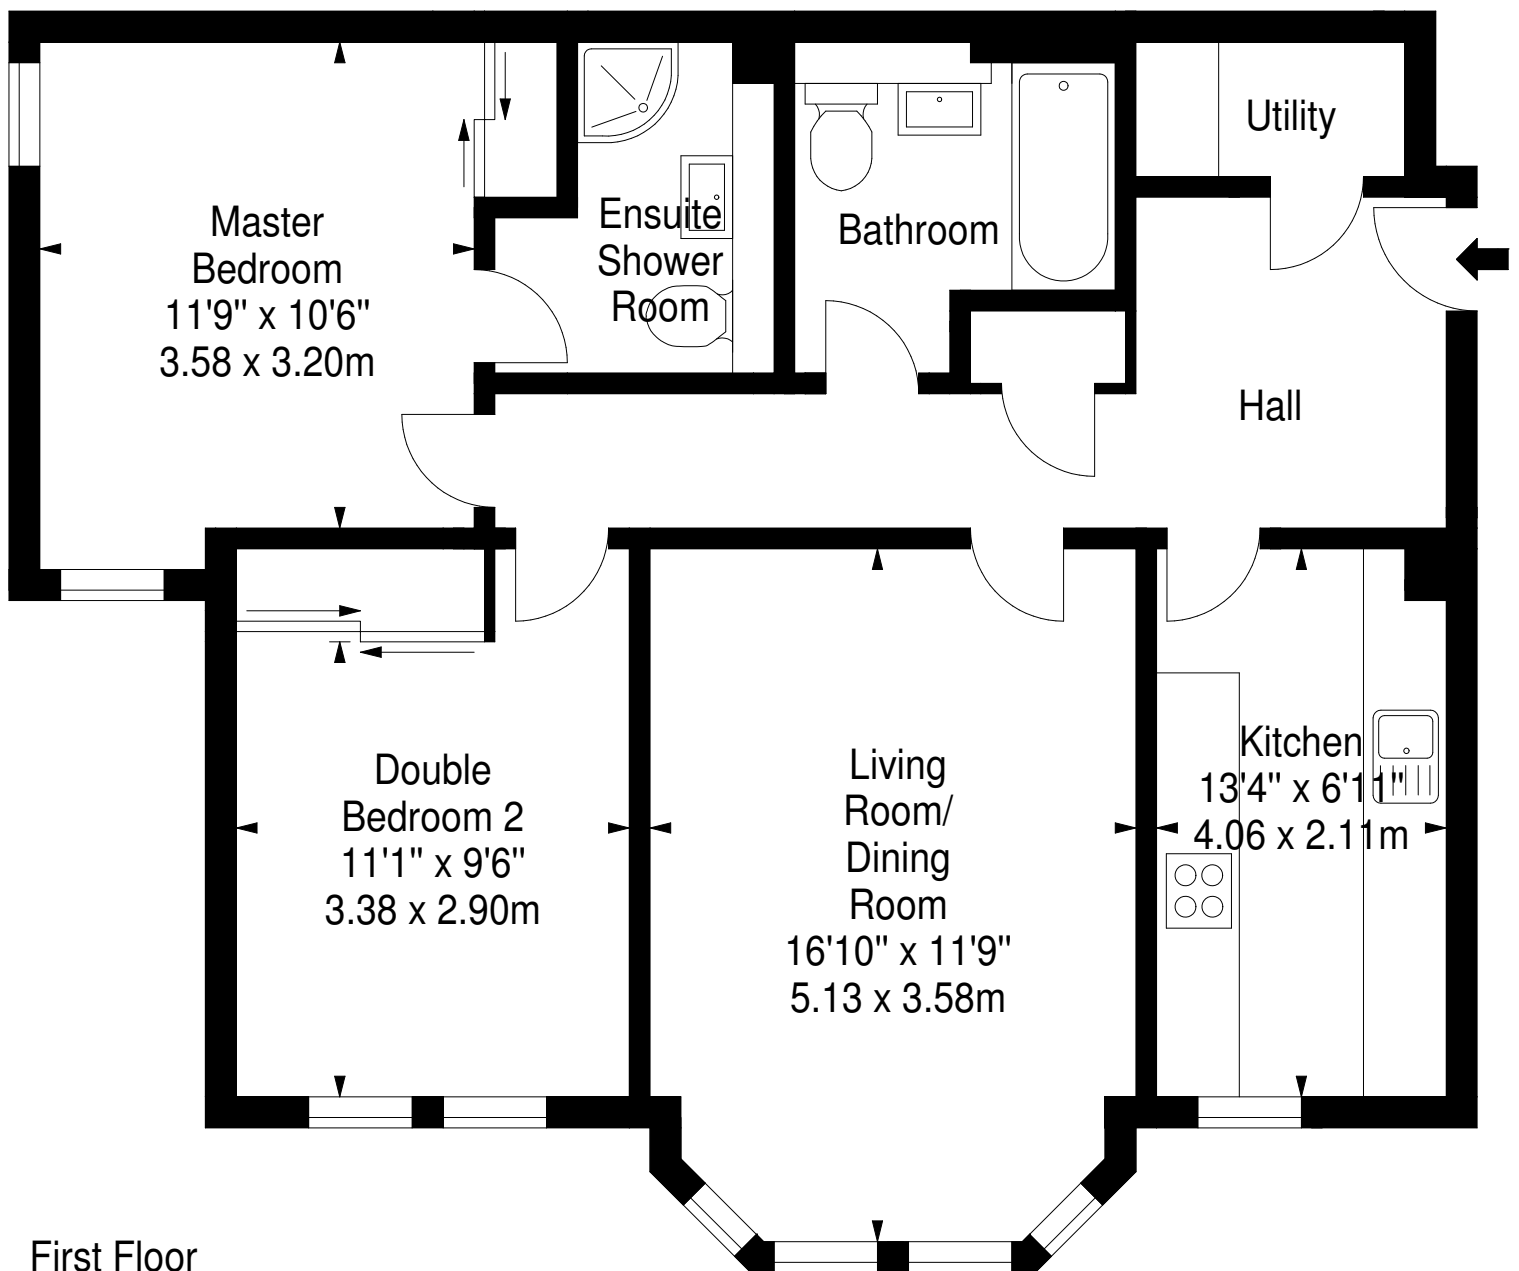 Utility
Master
Bedroom
11'9" x 10'6"
3.58 x 3.20m
Ensuite
Shower
Room
Bathroom
Hall
Double
Bedroom 2
11'1" x 9'6"
3.38 x 2.90m
Living
Room/
Dining
Room
16'10" x 11'9"
5.13 x 3.58m
Kitchen
13'4" x 6'11"
4.06 x 2.11m
First Floor